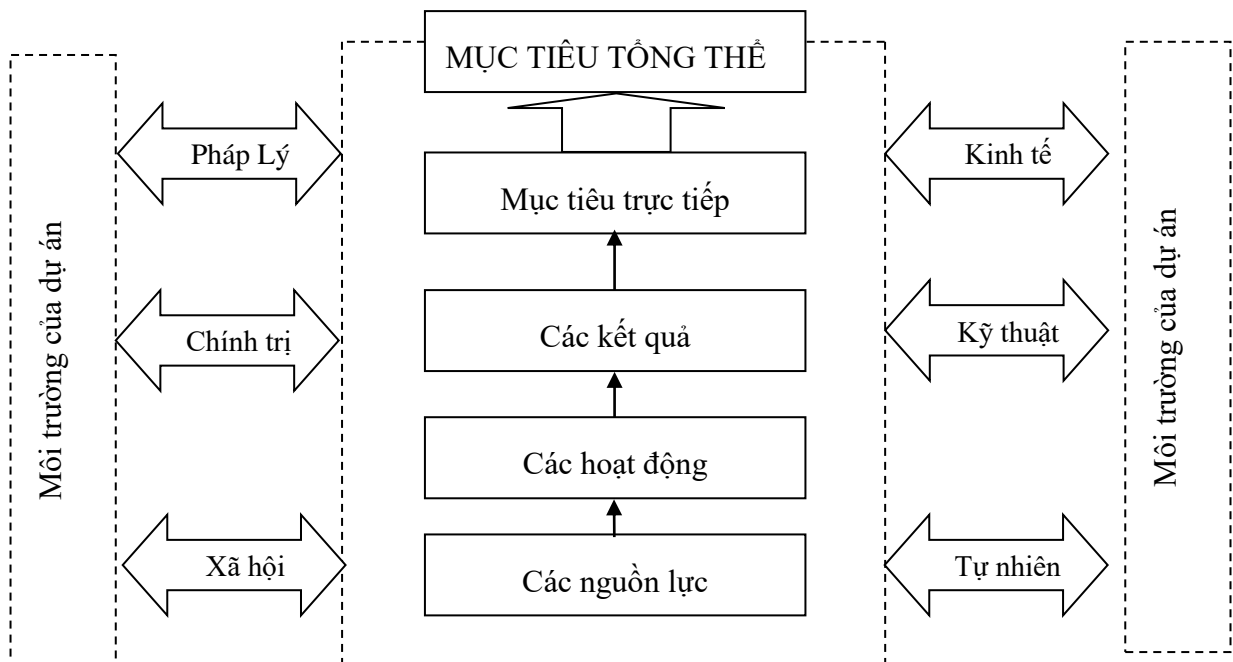 MỤC TIÊU TỔNG THỂ
Môi trường của dự án
Pháp Lý
Mục tiêu trực tiếp
Kinh tế
Môi trường của dự án
Chính trị
Các kết quả
Kỹ thuật
Các hoạt động
Xã hội
Các nguồn lực
Tự nhiên